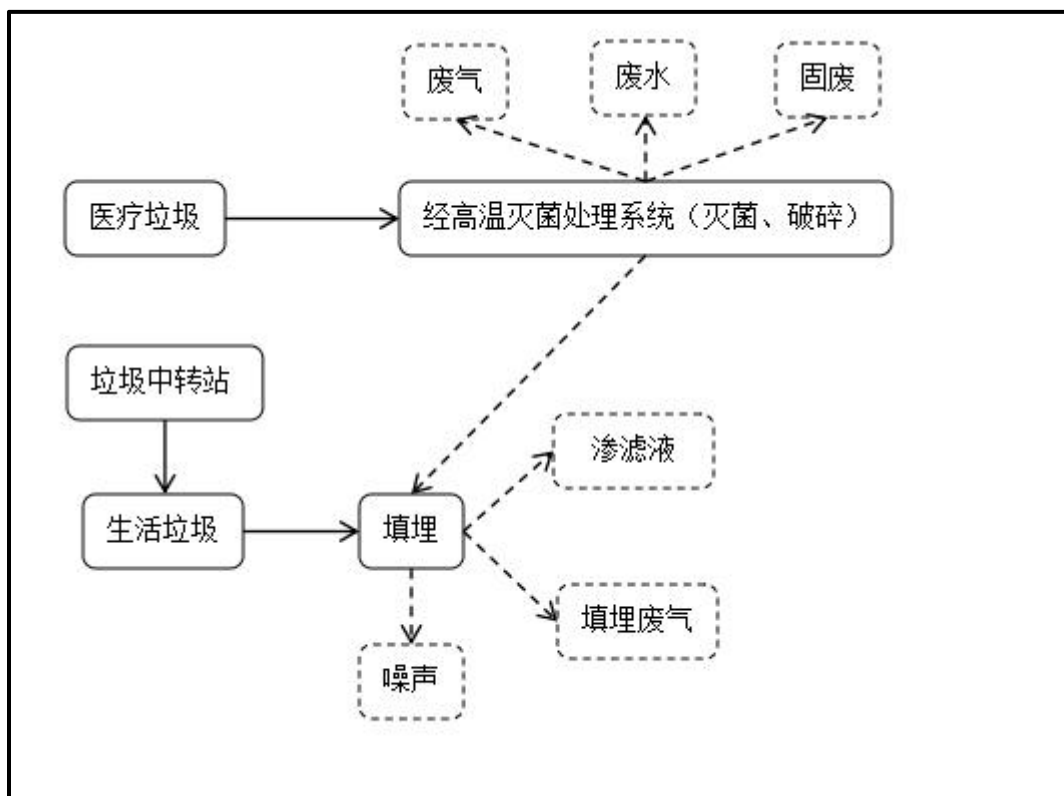 废气
废水
固废
医疗垃圾
经高温灭菌处理系统（灭菌、破碎）
垃圾中转站
渗滤液
生活垃圾
填埋
填埋废气
噪声